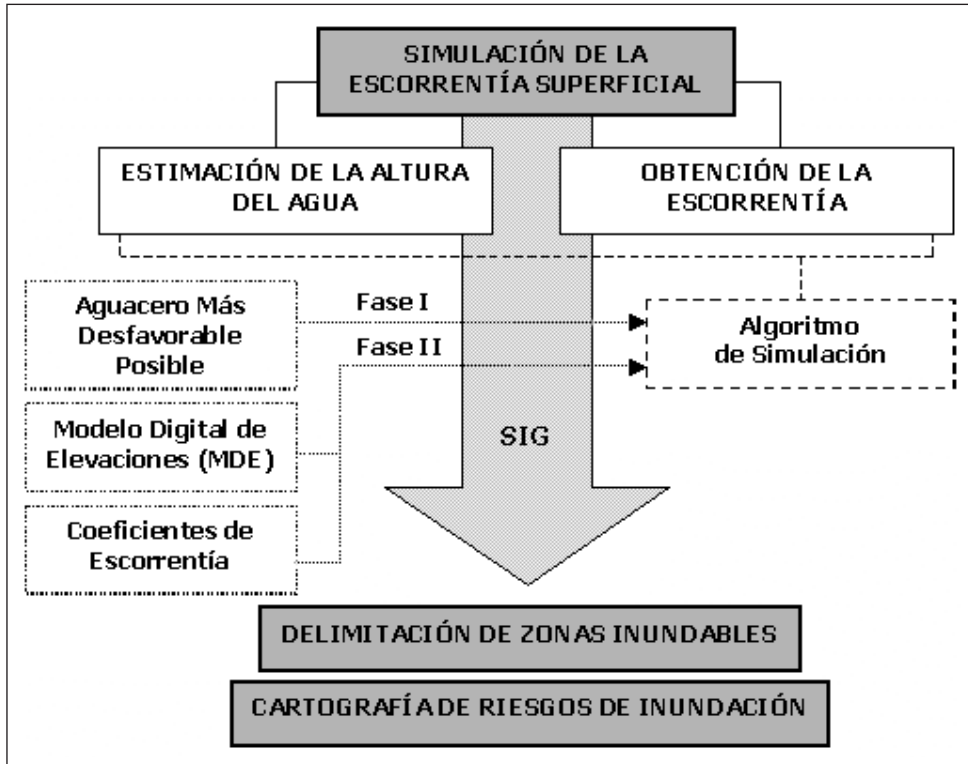 SIMULACIÓN DE LA
ESCORRENTÍA SUPERFICIAL
ESTIMACIÓN DE LA ALTURA
DEL AGUA
OBTENCIÓN DE LA
ESCORRENTÍA
Aguacero Más
Desfavorable
Posible
Fase I
Fase II
Algoritmo
de Simulación
Modelo Digital de
Elevaciones (MDE)
SIG
Coeficientes de
Escorrentía
DELIMITACIÓN DE ZONAS INUNDABLES
CARTOGRAFÍA DE RIESGOS DE INUNDACIÓN